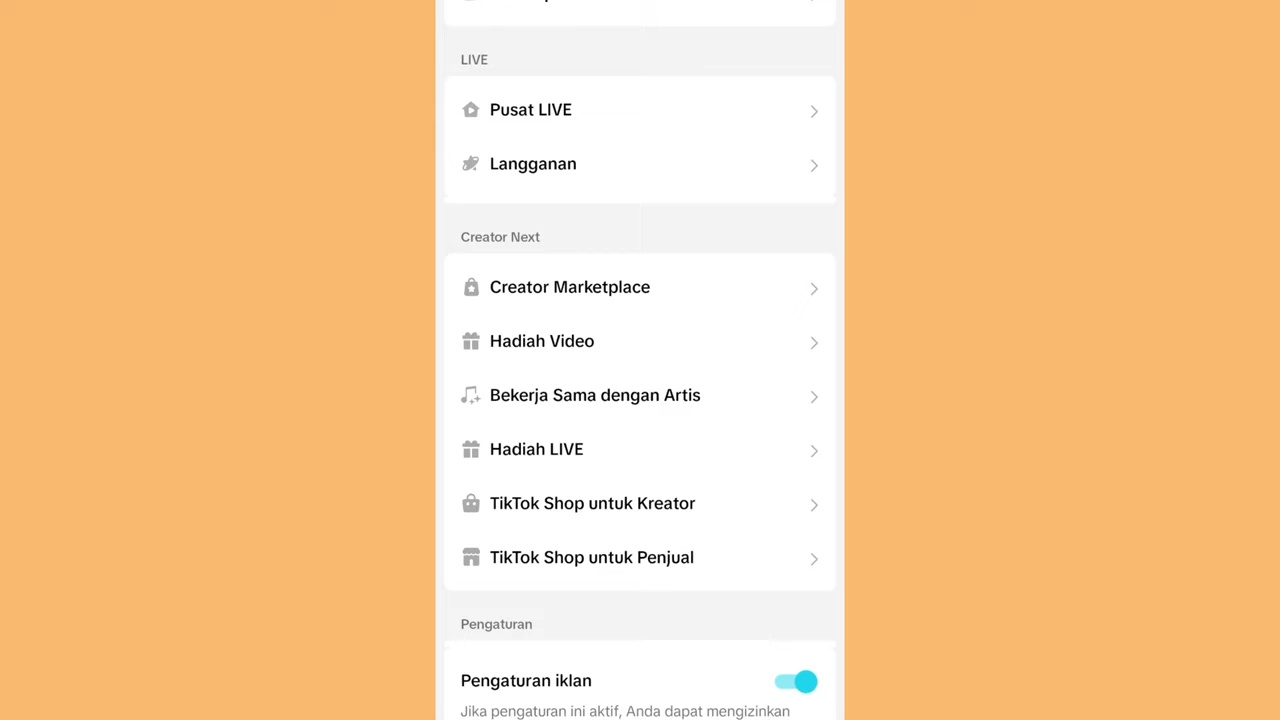 LIVE
Pusat LIVE
Langganan
Creator Next
Creator Marketplace
Hadiah Video
Bekerja Sama dengan Artis
Hadiah LIVE
TikTok Shop untuk Kreator
TikTok Shop untuk Penjual
Pengaturan
Pengaturan iklan
Jika pengaturan ini aktif, Anda dapat mengizinkan